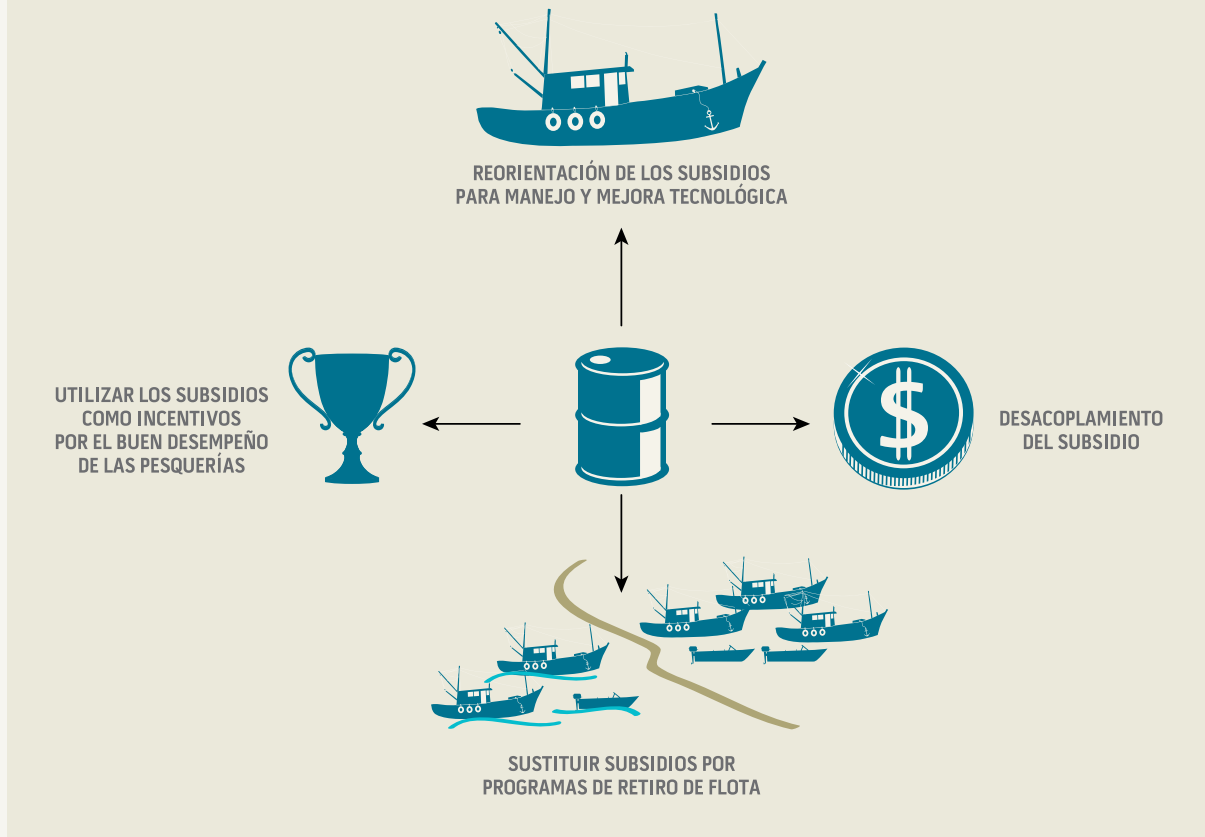 REORIENTACIÓN DE LOS SUBSIDIOS
PARA MANEJO Y MEJORA TECNOLÓGICA
UTILIZAR LOS SUBSIDIOS
COMO INCENTIVOS
POR EL BUEN DESEMPEÑO
DE LAS PESQUERÍAS
$
DESACOPLAMIENTO
DEL SUBSIDIO
SUSTITUIR SUBSIDIOS POR
PROGRAMAS DE RETIRO DE FLOTA